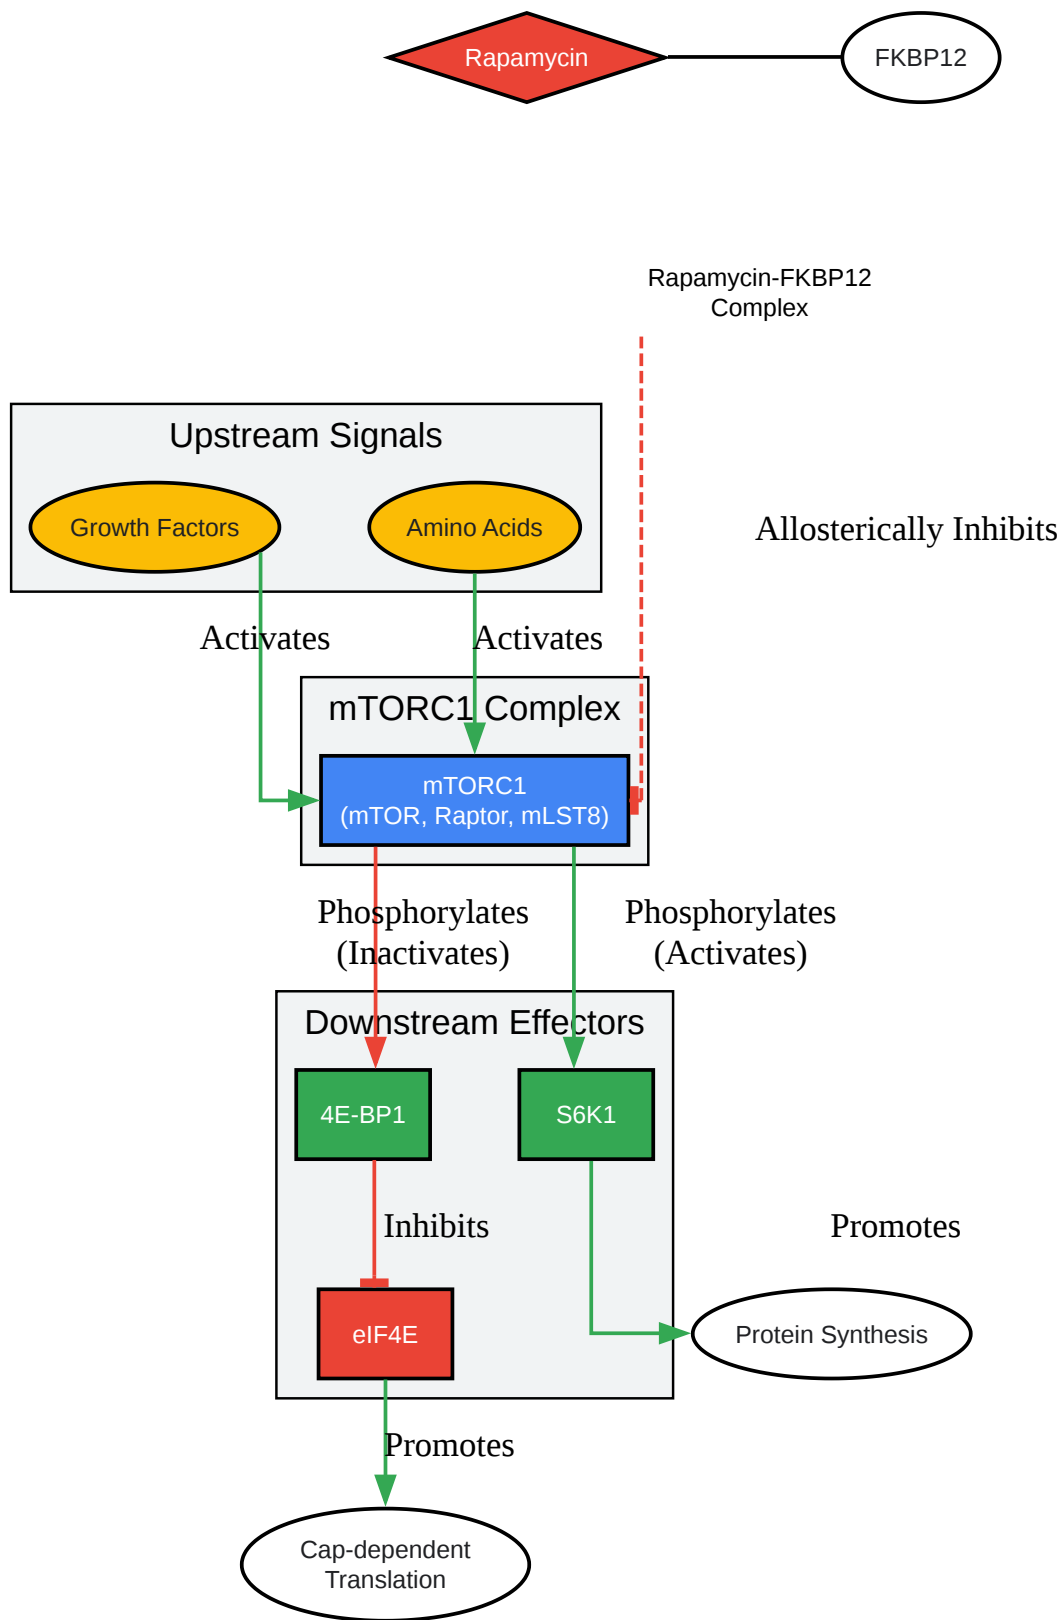 Rapamycin
FKBP12
Rapamycin-FKBP12
Complex
Upstream Signals
Growth Factors
Amino Acids
Allosterically Inhibits
Activates
Activates
mTORC1 Complex
mTORC1
(mTOR, Raptor, mLST8)
Phosphorylates
(Inactivates)
Phosphorylates
(Activates)
Downstream Effectors
4E-BP1
S6K1
Inhibits
Promotes
eIF4E
Protein Synthesis
Promotes
Cap-dependent
Translation